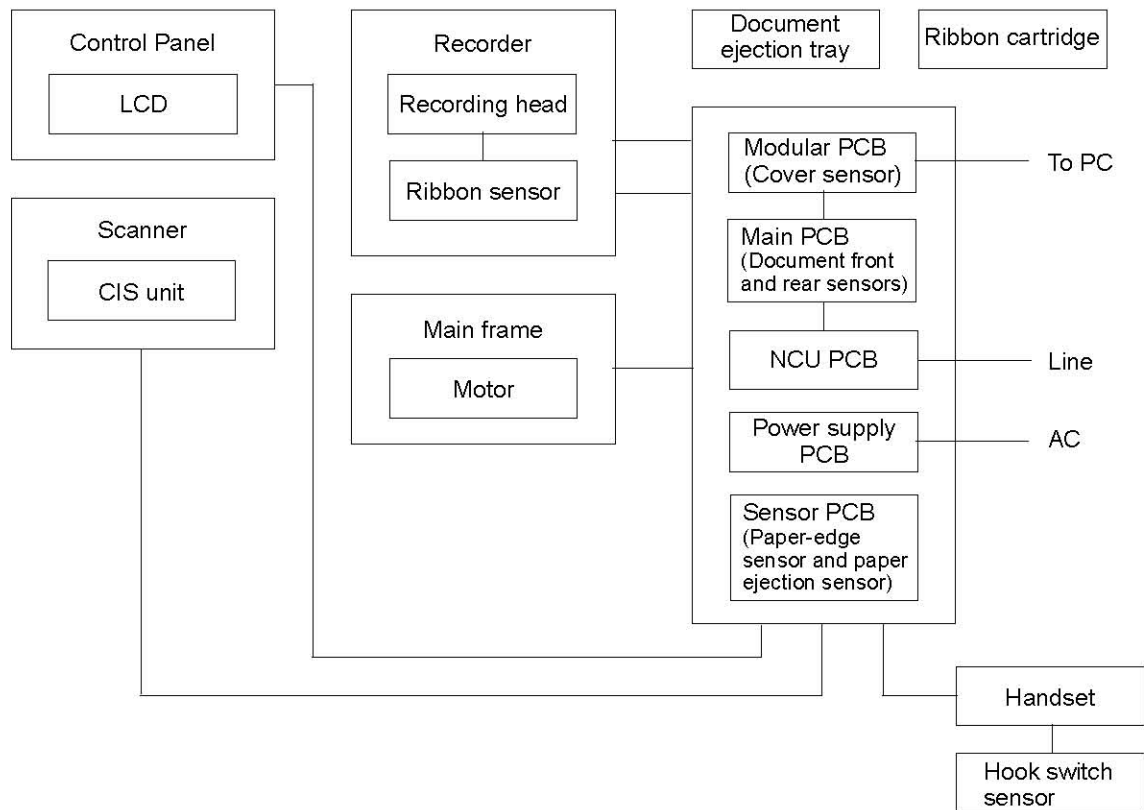 Control Panel
LCD
Scanner
CIS unit
Recorder
Recording head
Ribbon sensor
Main frame
Motor
Document
ejection tray
Ribbon cartridge
Modular PCB
(Cover sensor)
To PC
Main PCB
(Document front
and rear sensors)
NCU PCB
Line
Power supply
PCB
AC
Sensor PCB
(Paper-edge
sensor and paper
ejection sensor)
Handset
Hook switch
sensor